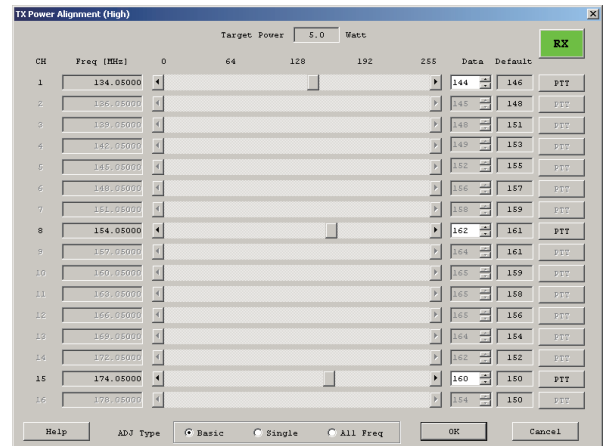 TX Power Alignment (High)
Target Power 5.0 Watt
RX
CH Freq [MHz] 0 64 128 192 255 Data Default
1 134.05000 144 146 PTT
2 136.05000 145 148 PTT
3 139.05000 148 151 PTT
4 142.05000 149 153 PTT
5 145.05000 152 155 PTT
6 148.05000 156 157 PTT
7 151.05000 158 159 PTT
8 154.05000 162 161 PTT
9 157.05000 164 161 PTT
10 160.05000 165 159 PTT
11 163.05000 165 158 PTT
12 166.05000 165 156 PTT
13 169.05000 164 154 PTT
14 172.05000 162 152 PTT
15 174.05000 160 150 PTT
16 178.05000 154 150 PTT
Help ADJ Type Basic Single All Freq OK Cancel